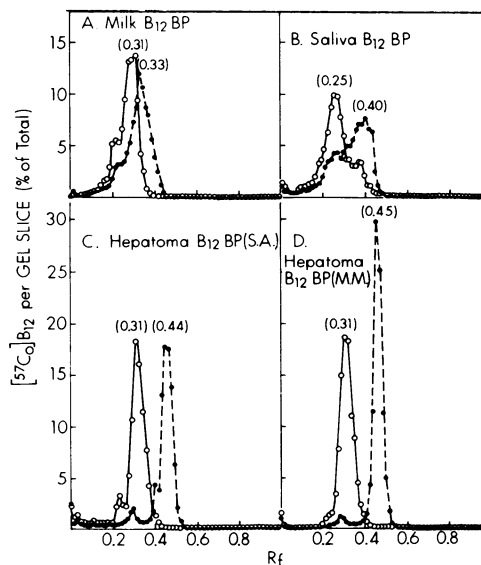 [⁵⁷Co]B₁₂ per GEL SLICE (% of Total)
A. Milk B₁₂ BP
(0.31)
(0.33)
15
10
5
B. Saliva B₁₂ BP
(0.25)
(0.40)
C. Hepatoma B₁₂ BP(S.A.)
(0.31) (0.44)
30
25
20
15
10
5
0.2 0.4 0.6 0.8
(0.45)
D.
Hepatoma
B₁₂ BP(M.M.)
(0.31)
0.2 0.4 0.6 0.8
Rf